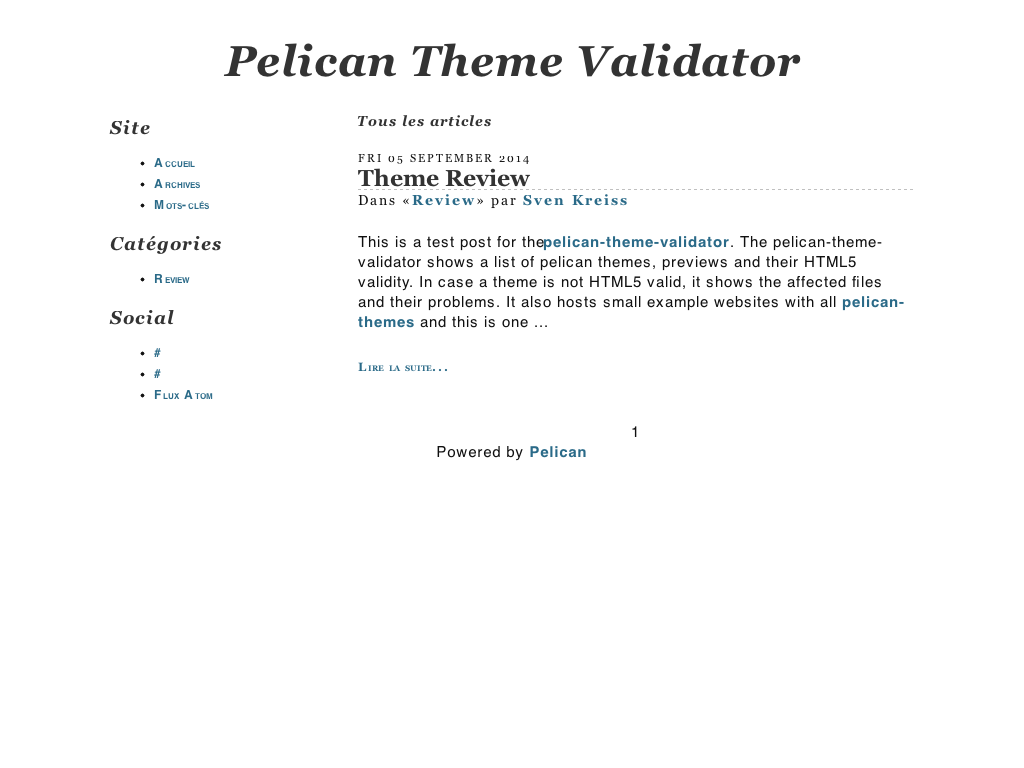 Pelican Theme Validator
Site
Accueil
Archives
Mots-clés
Catégories
Review
Social
#
#
Flux Atom
Tous les articles
FRI 05 SEPTEMBER 2014
Theme Review
Dans «Review» par Sven Kreiss
This is a test post for thepelican-theme-validator. The pelican-theme-
validator shows a list of pelican themes, previews and their HTML5
validity. In case a theme is not HTML5 valid, it shows the affected files
and their problems. It also hosts small example websites with all pelican-
themes and this is one ...
Lire la suite...
1
Powered by Pelican